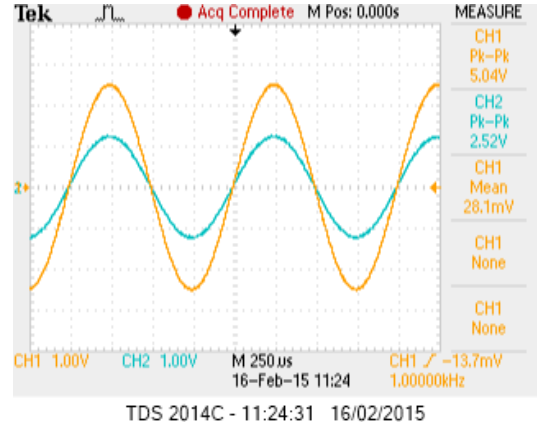 Tek Acq Complete M Pos: 0.000s MEASURE
CH1
Pk-Pk
5.04V
CH2
Pk-Pk
2.52V
CH1
Mean
28.1mV
CH1
None
CH1
None
2
CH1 1.00V CH2 1.00V M 250µs CH1 -13.7mV
16-Feb-15 11:24 1.00000kHz
TDS 2014C - 11:24:31 16/02/2015